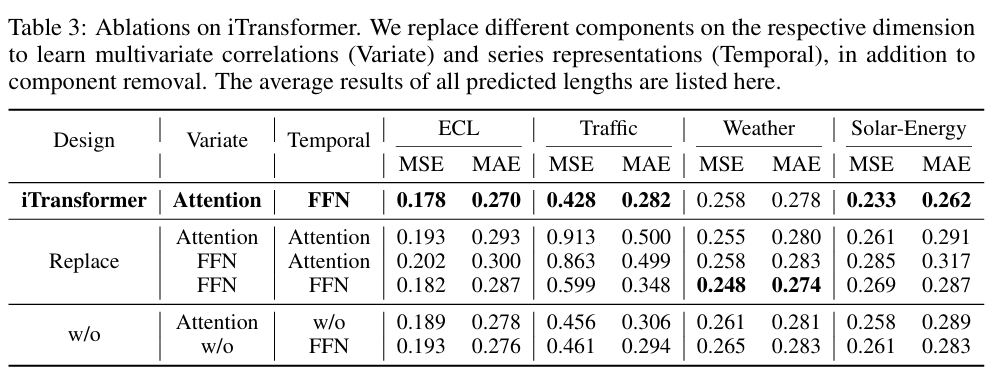 Table 3: Ablations on iTransformer. We replace different components on the respective dimension
to learn multivariate correlations (Variate) and series representations (Temporal), in addition to
component removal. The average results of all predicted lengths are listed here.
Design Variate Temporal ECL Traffic Weather Solar-Energy
MSE MAE MSE MAE MSE MAE MSE MAE
iTransformer Attention FFN 0.178 0.270 0.428 0.282 0.258 0.278 0.233 0.262
Replace Attention Attention 0.193 0.293 0.913 0.500 0.255 0.280 0.261 0.291
FFN Attention 0.202 0.300 0.863 0.499 0.258 0.283 0.285 0.317
FFN FFN 0.182 0.287 0.599 0.348 0.248 0.274 0.269 0.287
w/o Attention w/o 0.189 0.278 0.456 0.306 0.261 0.281 0.258 0.289
w/o FFN 0.193 0.276 0.461 0.294 0.265 0.283 0.261 0.283